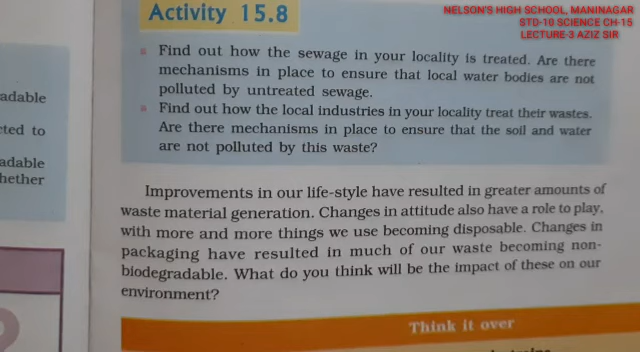 Activity 15.8
NELSON'S HIGH SCHOOL, MANINAGAR
STD-10 SCIENCE CH-15
LECTURE-3 AZIZ SIR
Find out how the sewage in your locality is treated. Are there
mechanisms in place to ensure that local water bodies are not
polluted by untreated sewage.
Find out how the local industries in your locality treat their wastes.
Are there mechanisms in place to ensure that the soil and water
are not polluted by this waste?
adable
cted to
adable
hether
Improvements in our life-style have resulted in greater amounts of
waste material generation. Changes in attitude also have a role to play,
with more and more things we use becoming disposable. Changes in
packaging have resulted in much of our waste becoming non-
biodegradable. What do you think will be the impact of these on our
environment?
Think it over